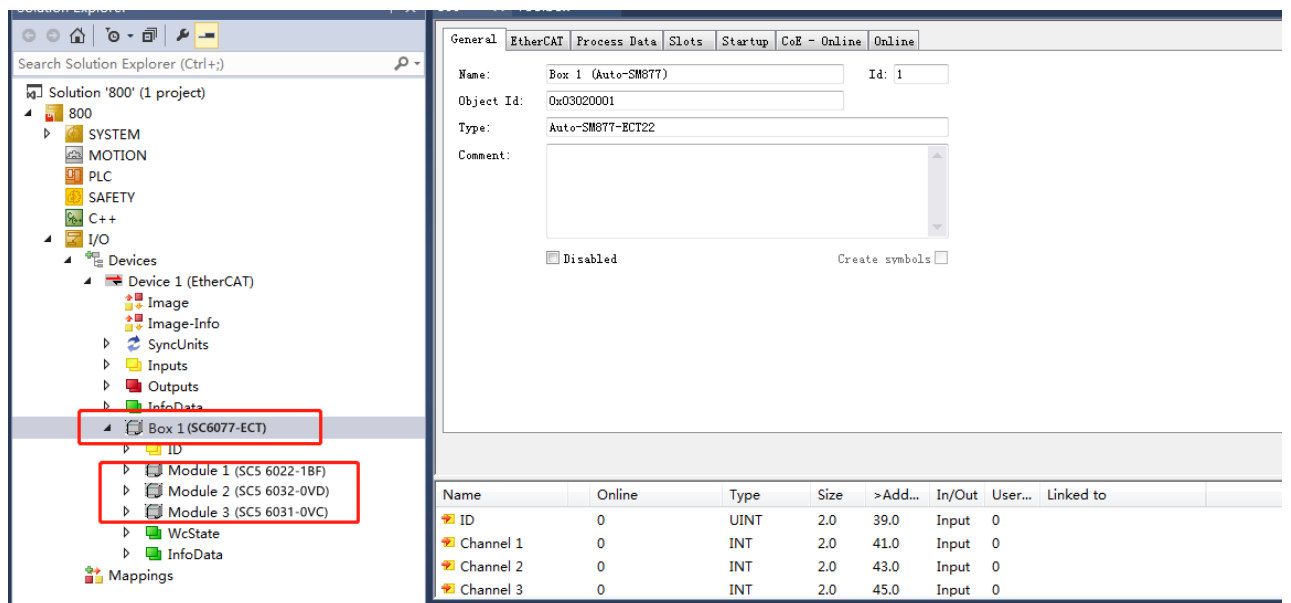 Solution Explorer
Search Solution Explorer (Ctrl+;)
Solution '800' (1 project)
800
SYSTEM
MOTION
PLC
SAFETY
C++
I/O
Devices
Device 1 (EtherCAT)
Image
Image-Info
SyncUnits
Inputs
Outputs
InfoData
Box 1 (SC6077-ECT)
ID
Module 1 (SC5 6022-1BF)
Module 2 (SC5 6032-0VD)
Module 3 (SC5 6031-0VC)
WcState
InfoData
Mappings
General EtherCAT Process Data Slots Startup CoE - Online Online
Name: Box 1 (Auto-SM877) Id: 1
Object Id: 0x03020001
Type: Auto-SM877-ECT22
Comment:
Disabled Create symbols
Name Online Type Size >Add... In/Out User... Linked to
ID 0 UINT 2.0 39.0 Input 0
Channel 1 0 INT 2.0 41.0 Input 0
Channel 2 0 INT 2.0 43.0 Input 0
Channel 3 0 INT 2.0 45.0 Input 0